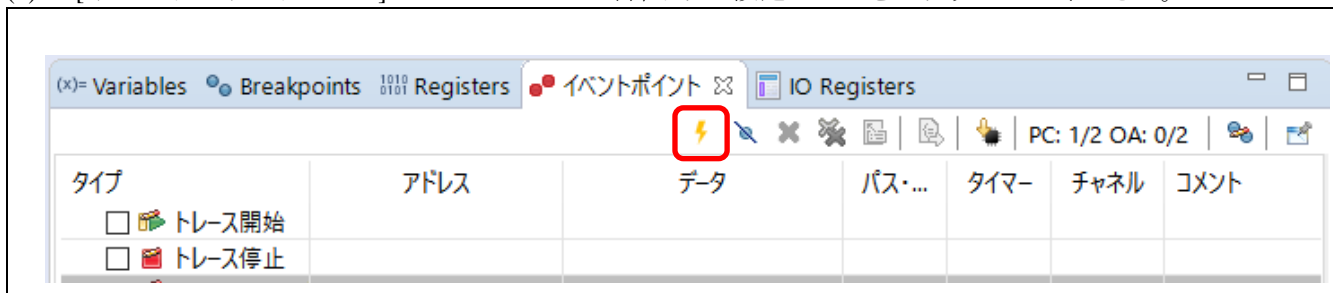 (x)= Variables Breakpoints 1010 0101 Registers イベントポイント IO Registers
PC: 1/2 OA: 0/2
タイプ アドレス データ パス・... タイマー チャネル コメント
トレース開始
トレース停止